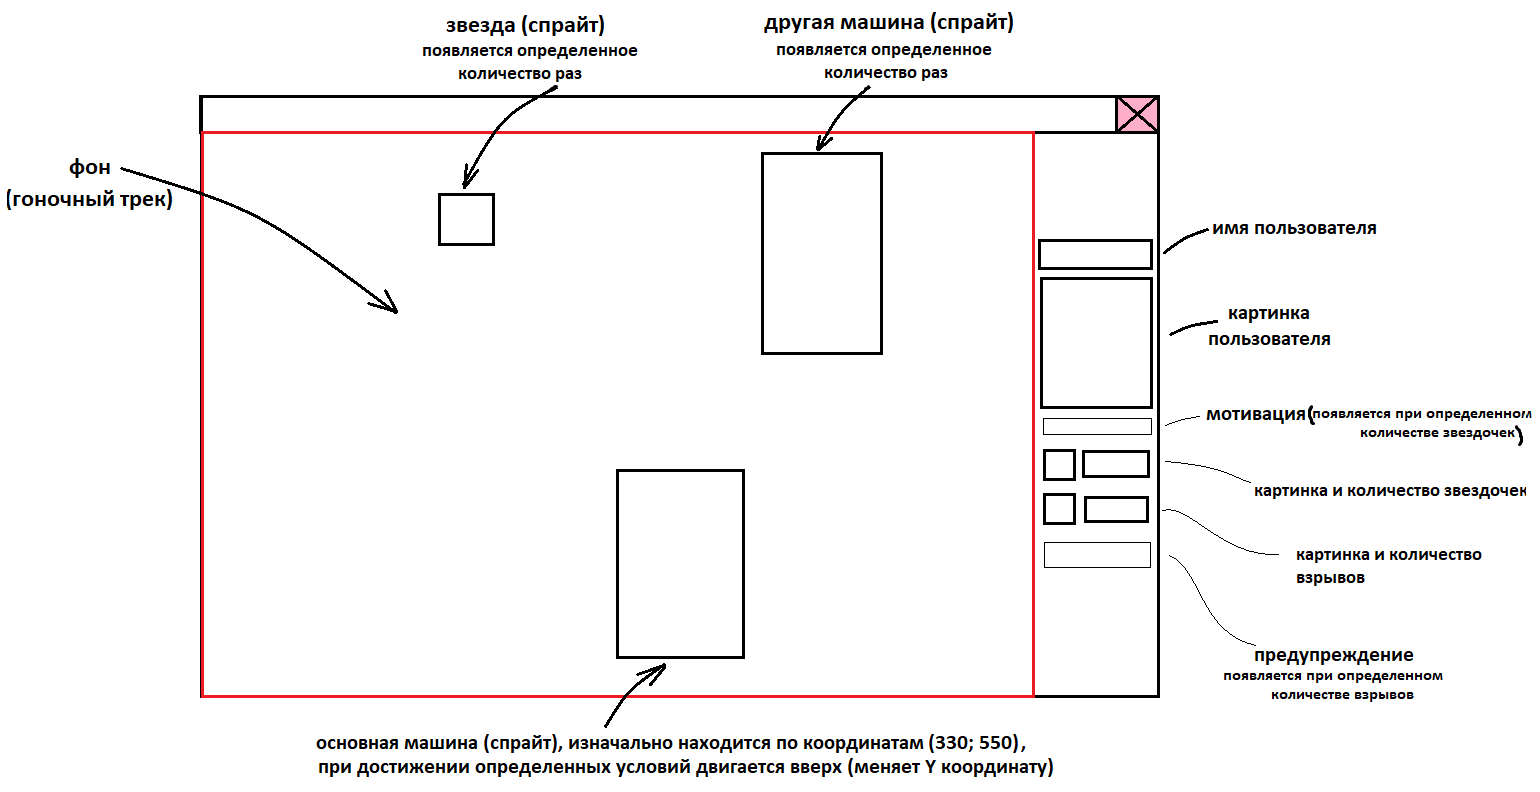 звезда (спрайт)
появляется определенное
количество раз
другая машина (спрайт)
появляется определенное
количество раз
фон
(гоночный трек)
имя пользователя
картинка
пользователя
мотивация (появляется при определенном
количестве звездочек)
картинка и количество звездочек
картинка и количество
взрывов
предупреждение
появляется при определенном
количестве взрывов
основная машина (спрайт), изначально находится по координатам (330; 550),
при достижении определенных условий двигается вверх (меняет Y координату)